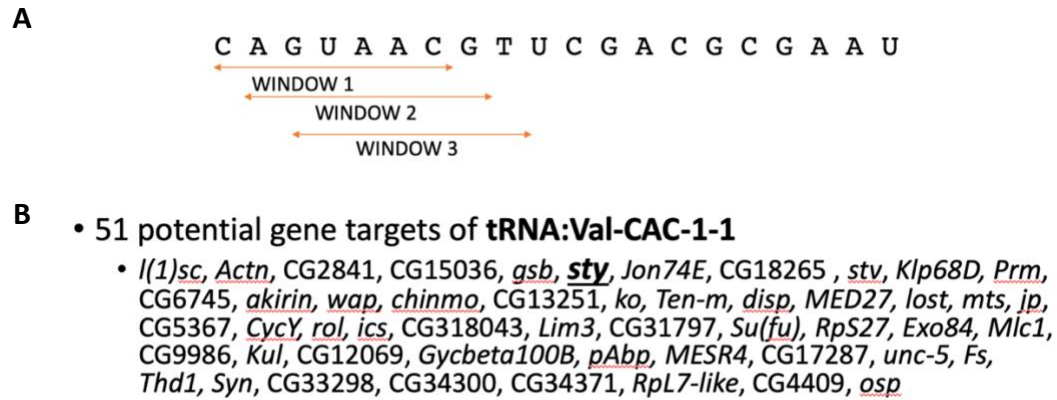 A
C A G U A A C G T U C G A C G C G A A U
WINDOW 1
WINDOW 2
WINDOW 3
B
• 51 potential gene targets of tRNA:Val-CAC-1-1
• l(1)sc, Actn, CG2841, CG15036, gsb, sty, Jon74E, CG18265 , stv, Klp68D, Prm,
CG6745, akirin, wap, chinmo, CG13251, ko, Ten-m, disp, MED27, lost, mts, jp,
CG5367, CycY, rol, ics, CG318043, Lim3, CG31797, Su(fu), RpS27, Exo84, Mlc1,
CG9986, Kul, CG12069, Gycbeta100B, pAbp, MESR4, CG17287, unc-5, Fs,
Thd1, Syn, CG33298, CG34300, CG34371, RpL7-like, CG4409, osp